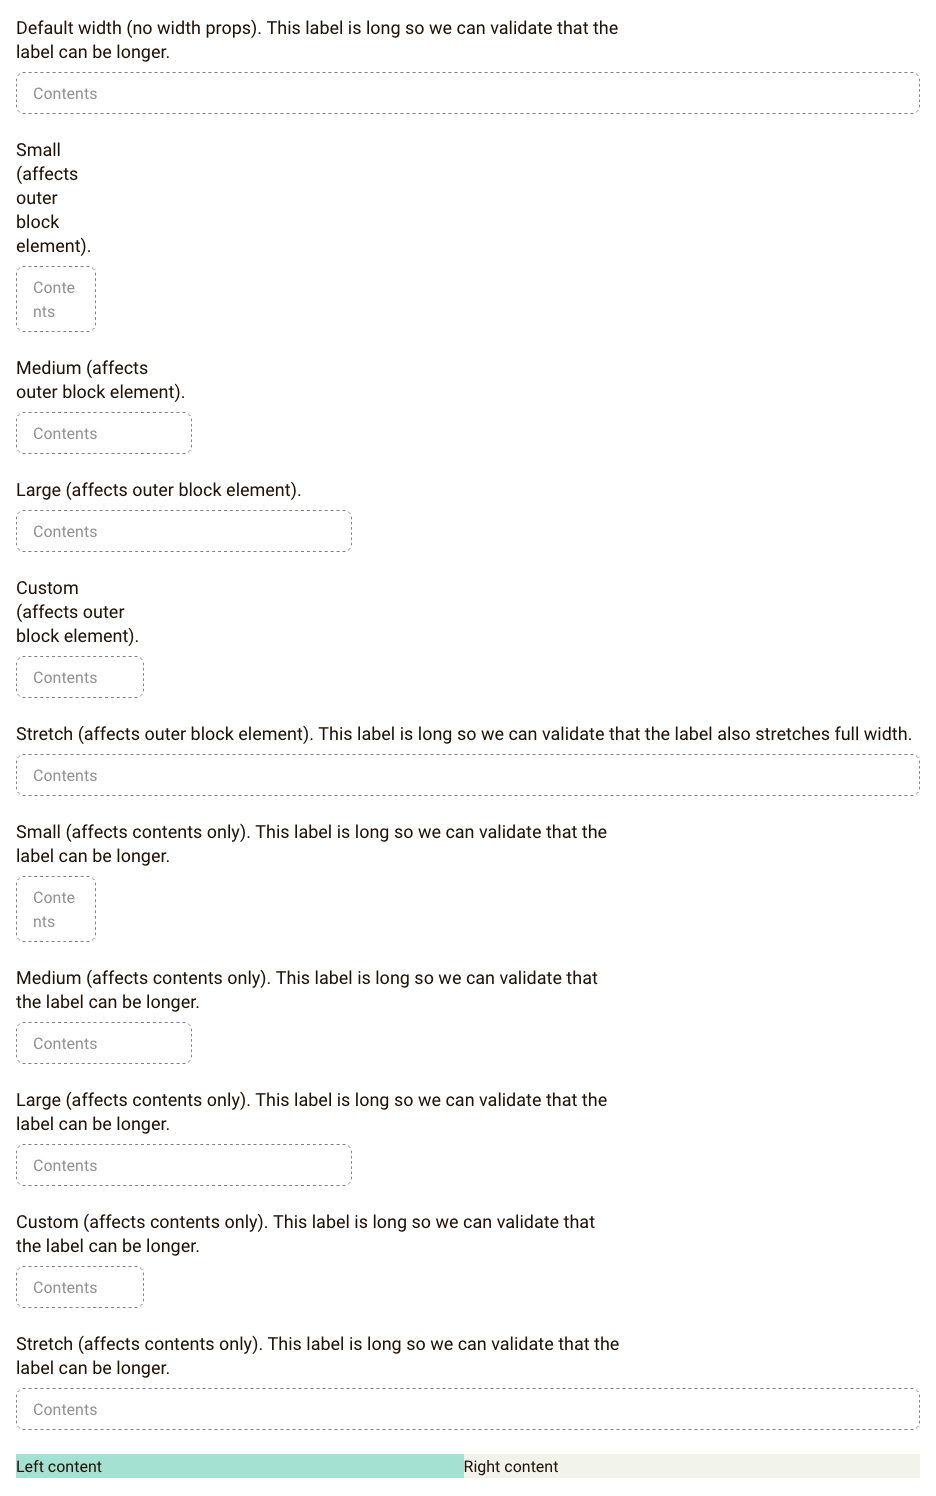 Default width (no width props). This label is long so we can validate that the
label can be longer.
Contents
Small
(affects
outer
block
element).
Conte
nts
Medium (affects
outer block element).
Contents
Large (affects outer block element).
Contents
Custom
(affects outer
block element).
Contents
Stretch (affects outer block element). This label is long so we can validate that the label also stretches full width.
Contents
Small (affects contents only). This label is long so we can validate that the
label can be longer.
Conte
nts
Medium (affects contents only). This label is long so we can validate that
the label can be longer.
Contents
Large (affects contents only). This label is long so we can validate that the
label can be longer.
Contents
Custom (affects contents only). This label is long so we can validate that
the label can be longer.
Contents
Stretch (affects contents only). This label is long so we can validate that the
label can be longer.
Contents
Left content Right content